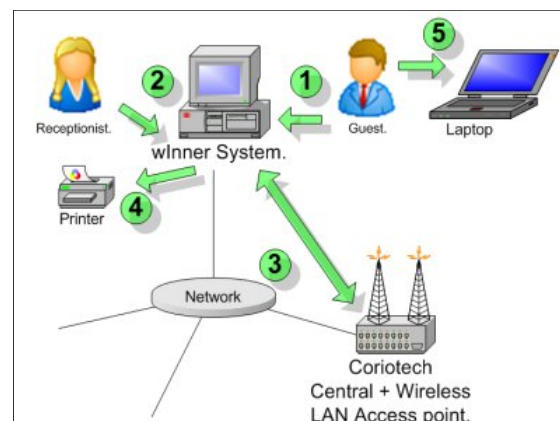 5
2
1
Receptionist.
Guest.
Laptop
wInner System.
Printer
4
3
Network
Coriotech
Central + Wireless
LAN Access point.